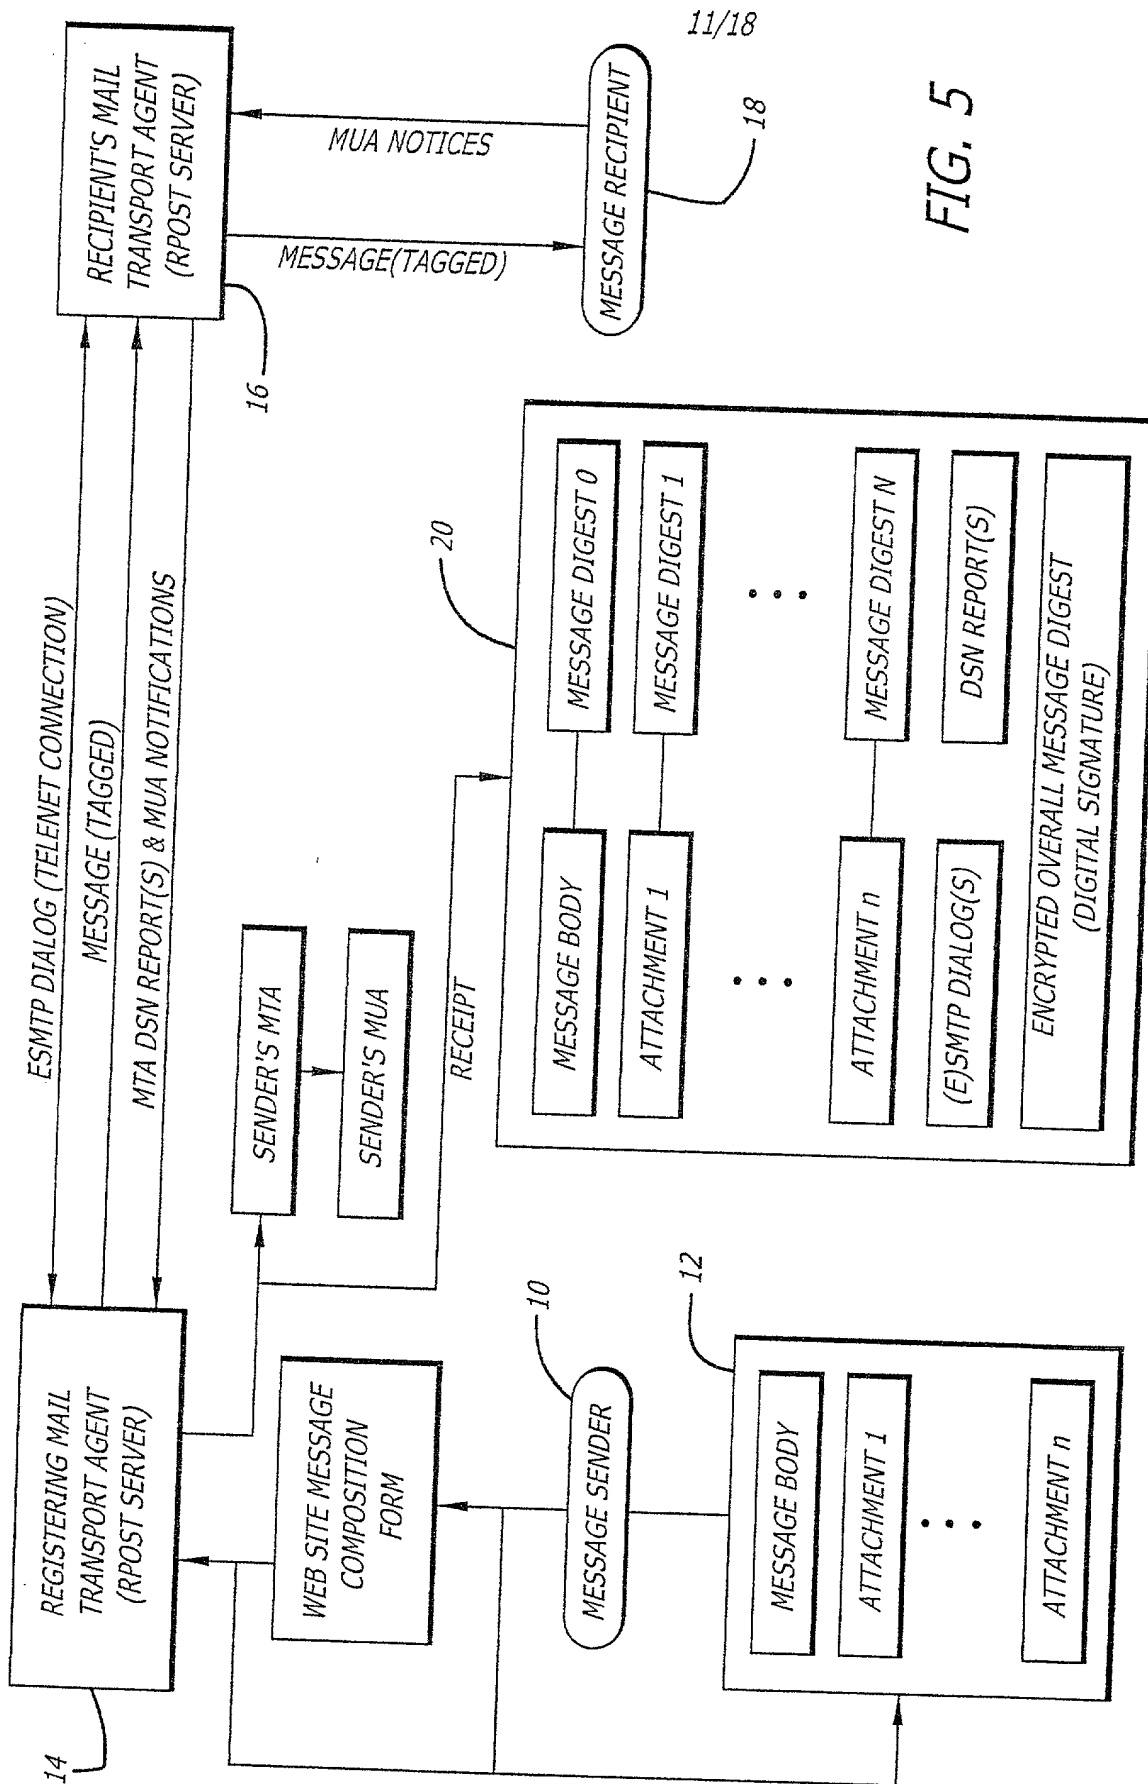 11/18
REGISTERING MAIL
TRANSPORT AGENT
(RPOST SERVER)
14
ESMTP DIALOG (TELENET CONNECTION)
MESSAGE (TAGGED)
MTA DSN REPORT(S) & MUA NOTIFICATIONS
RECIPIENT'S MAIL
TRANSPORT AGENT
(RPOST SERVER)
16
MUA NOTICES
MESSAGE(TAGGED)
MESSAGE RECIPIENT
18
WEB SITE MESSAGE
COMPOSITION
FORM
SENDER'S MTA
SENDER'S MUA
RECEIPT
MESSAGE SENDER
10
12
MESSAGE BODY
ATTACHMENT 1
ATTACHMENT n
20
MESSAGE BODY
MESSAGE DIGEST 0
ATTACHMENT 1
MESSAGE DIGEST 1
ATTACHMENT n
MESSAGE DIGEST N
(E)SMTP DIALOG(S)
DSN REPORT(S)
ENCRYPTED OVERALL MESSAGE DIGEST
(DIGITAL SIGNATURE)
FIG. 5